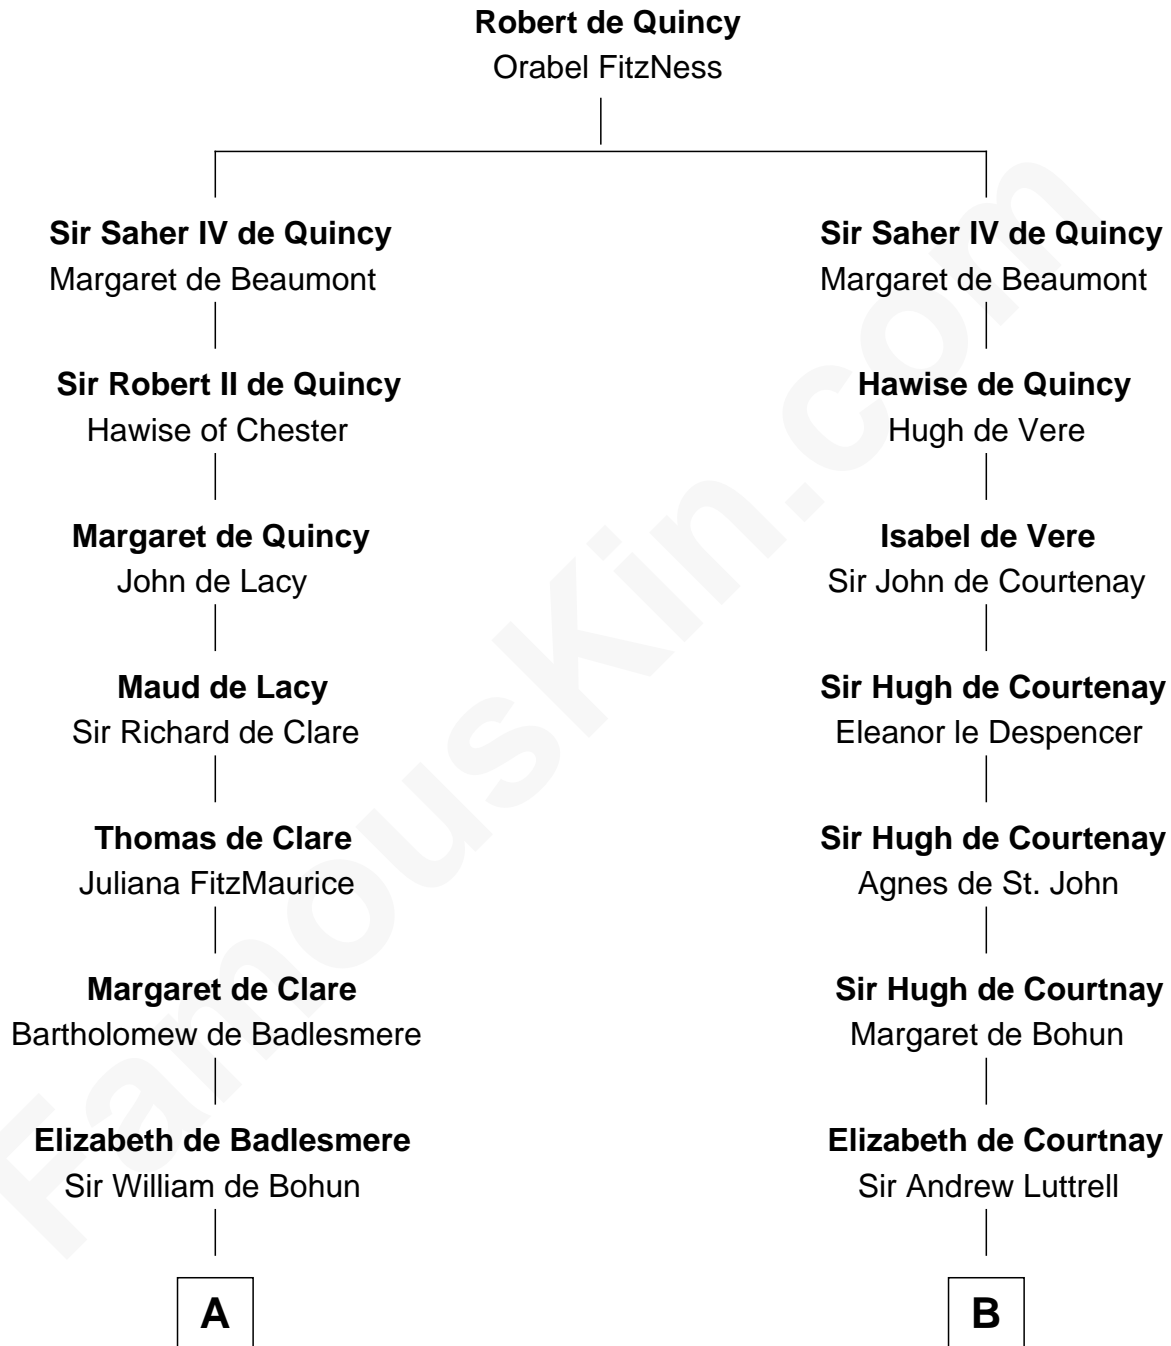 Robert de Quincy
Orabel FitzNess
Sir Saher IV de Quincy
Margaret de Beaumont
Sir Saher IV de Quincy
Margaret de Beaumont
Sir Robert II de Quincy
Hawise of Chester
Hawise de Quincy
Hugh de Vere
Margaret de Quincy
John de Lacy
Isabel de Vere
Sir John de Courtenay
Maud de Lacy
Sir Richard de Clare
Sir Hugh de Courtenay
Eleanor le Despencer
Thomas de Clare
Juliana FitzMaurice
Sir Hugh de Courtenay
Agnes de St. John
Margaret de Clare
Bartholomew de Badlesmere
Sir Hugh de Courtnay
Margaret de Bohun
Elizabeth de Badlesmere
Sir William de Bohun
Elizabeth de Courtnay
Sir Andrew Luttrell
A
B
FamousKin.com